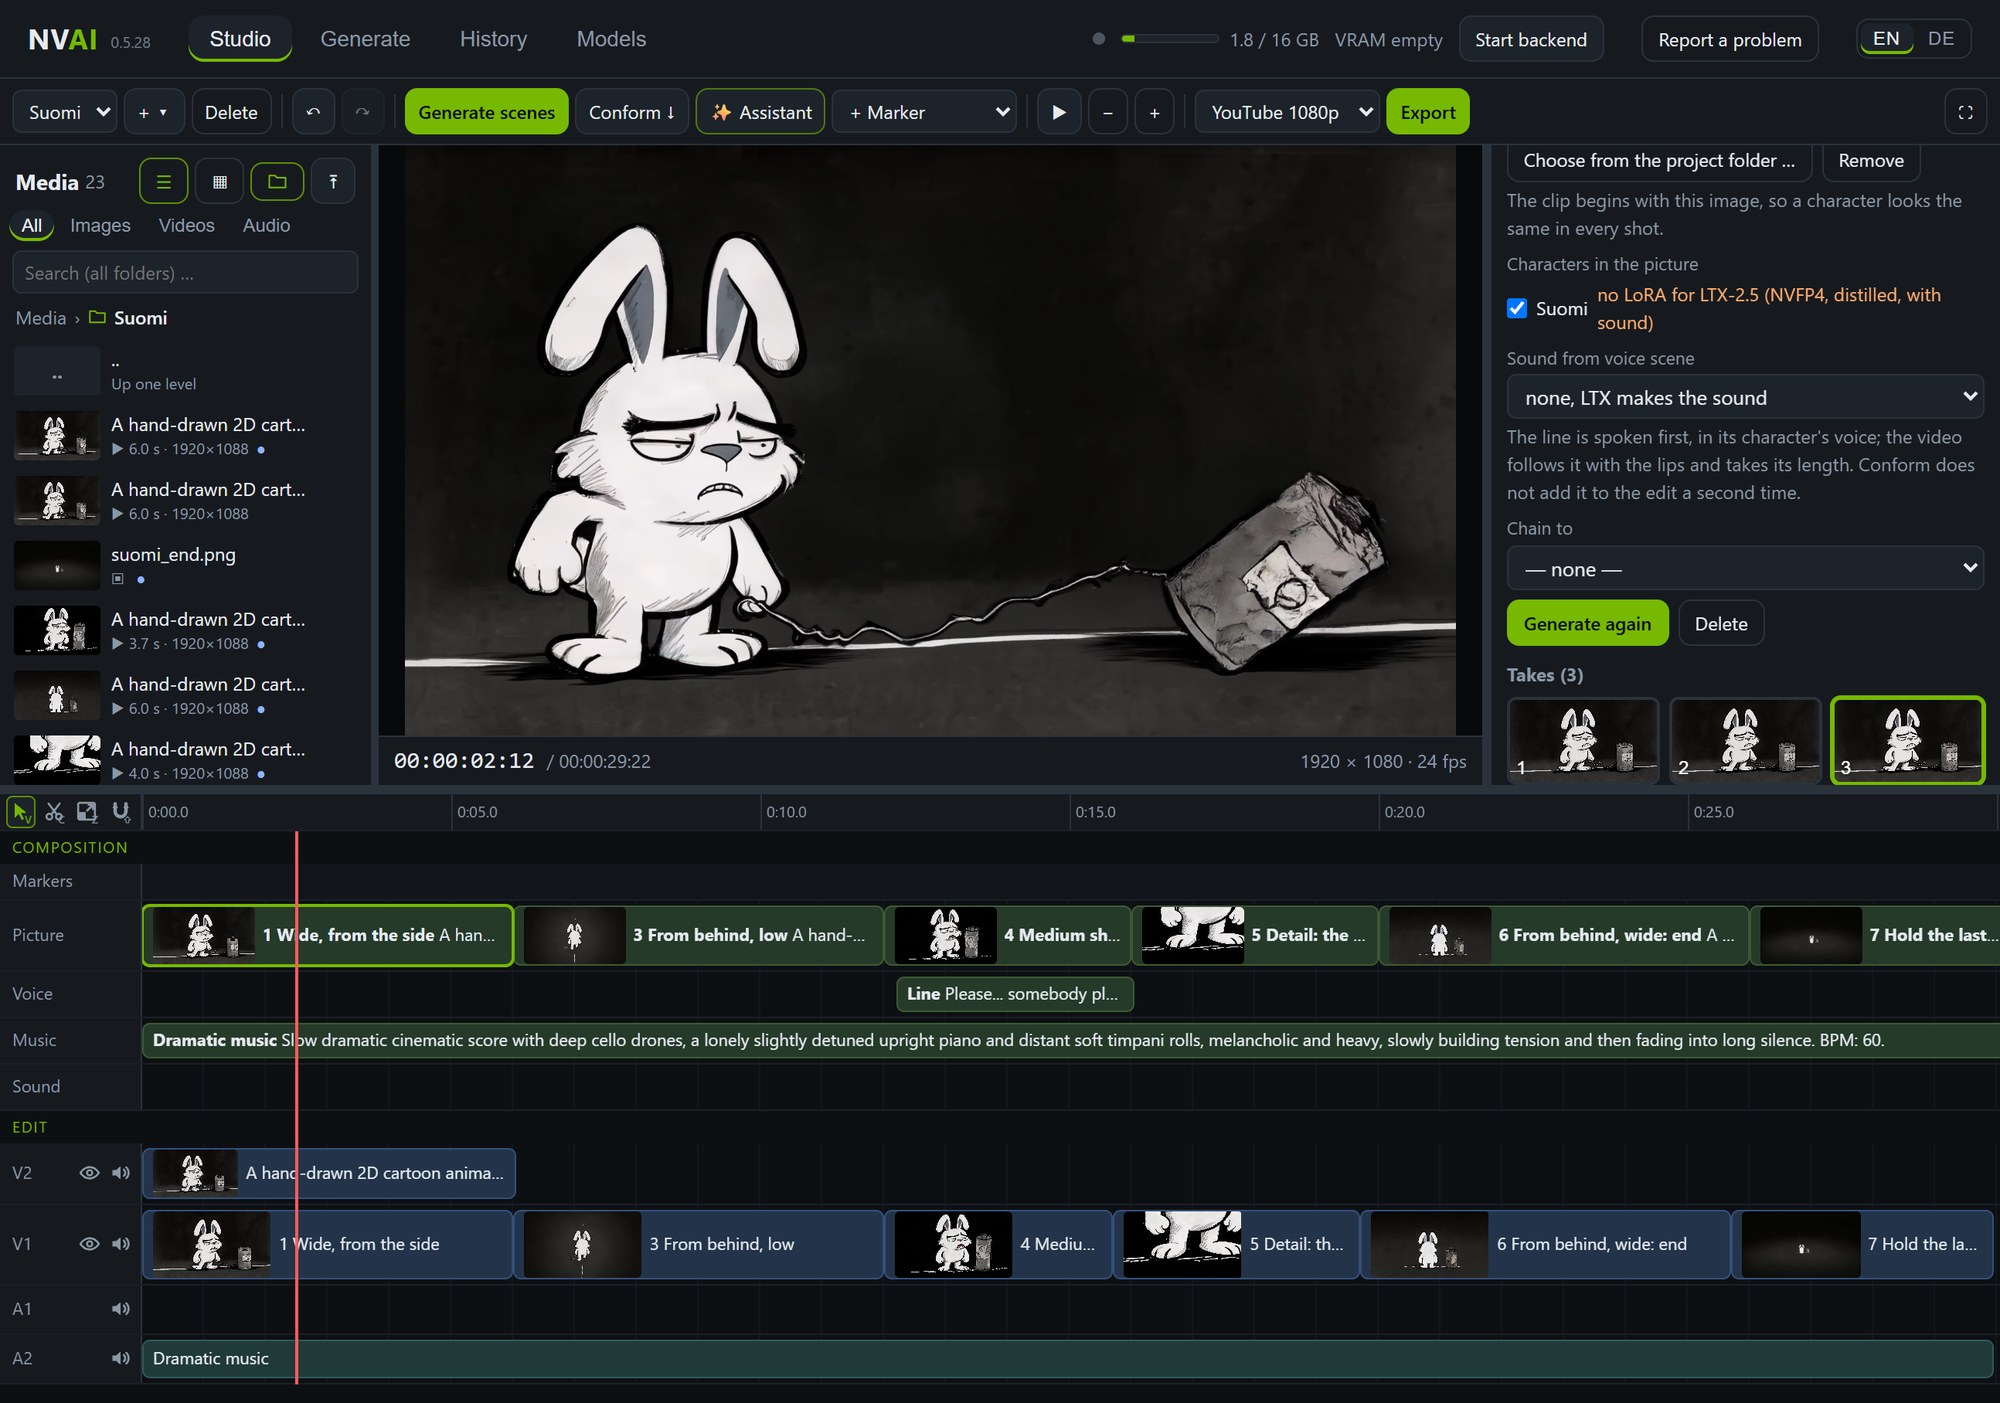 NVAI 0.5.28 Studio Generate History Models 1.8 / 16 GB VRAM empty Start backend Report a problem EN DE
Suomi + Delete Generate scenes Conform ↓ ✨ Assistant + Marker − + YouTube 1080p Export
Media 23
All Images Videos Audio
Search (all folders) ...
Media › Suomi
..
..
Up one level
A hand-drawn 2D cart...
6.0 s · 1920×1088
A hand-drawn 2D cart...
6.0 s · 1920×1088
suomi_end.png
A hand-drawn 2D cart...
3.7 s · 1920×1088
A hand-drawn 2D cart...
6.0 s · 1920×1088
A hand-drawn 2D cart...
4.0 s · 1920×1088
00:00:02:12 / 00:00:29:22
1920 × 1080 · 24 fps
Choose from the project folder ... Remove
The clip begins with this image, so a character looks the
same in every shot.
Characters in the picture
Suomi no LoRA for LTX-2.5 (NVFP4, distilled, with
sound)
Sound from voice scene
none, LTX makes the sound
The line is spoken first, in its character's voice; the video
follows it with the lips and takes its length. Conform does
not add it to the edit a second time.
Chain to
— none —
Generate again Delete
Takes (3)
1 2 3
0:00.0 0:05.0 0:10.0 0:15.0 0:20.0 0:25.0
COMPOSITION
Markers
Picture 1 Wide, from the side A han... 3 From behind, low A hand-... 4 Medium sh... 5 Detail: the ... 6 From behind, wide: end A ... 7 Hold the last...
Voice Line Please... somebody pl...
Music Dramatic music Slow dramatic cinematic score with deep cello drones, a lonely slightly detuned upright piano and distant soft timpani rolls, melancholic and heavy, slowly building tension and then fading into long silence. BPM: 60.
Sound
EDIT
V2 A hand-drawn 2D cartoon anima...
V1 1 Wide, from the side 3 From behind, low 4 Mediu... 5 Detail: th... 6 From behind, wide: end 7 Hold the la...
A1
A2 Dramatic music